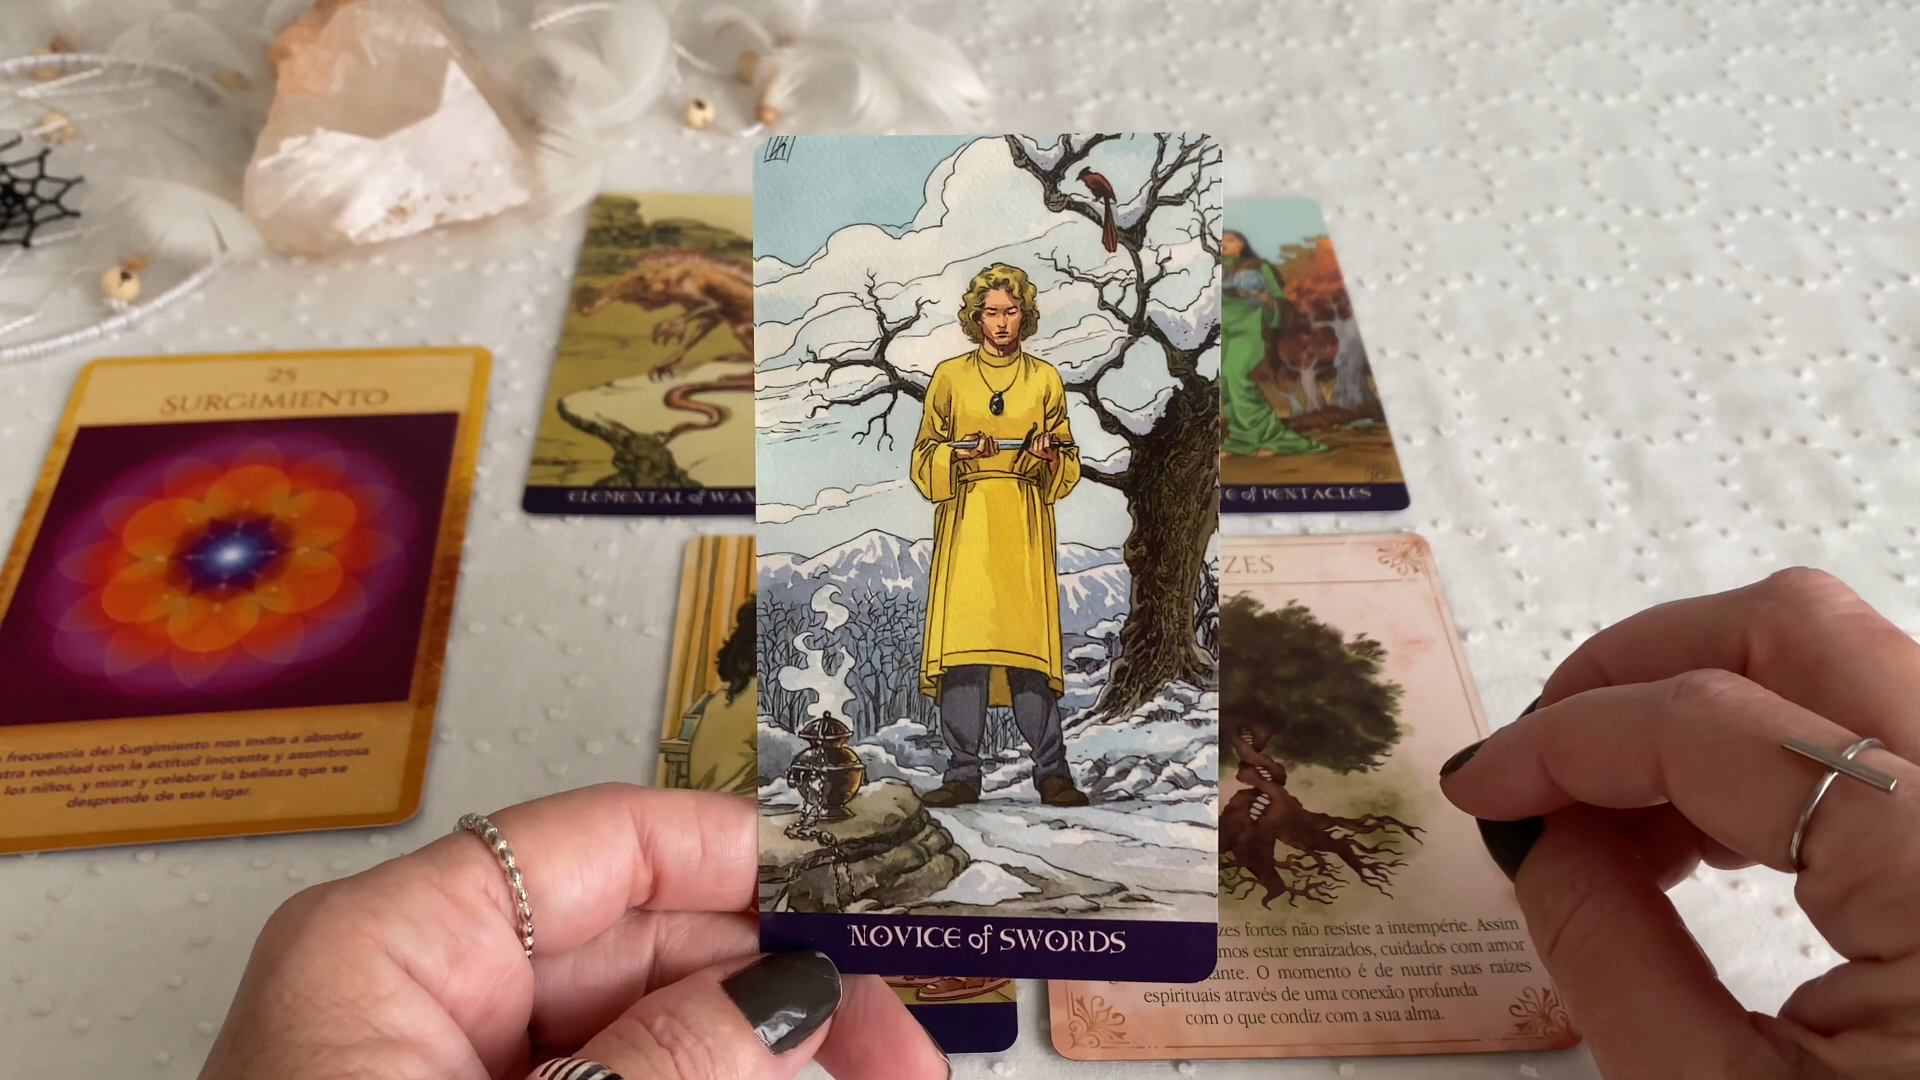 25
SURGIMIENTO
frecuencia del Surgimiento nos invita a abordar
stra realidad con la actitud inocente y asombrosa
los niños, y mirar y celebrar la belleza que se
desprende de ese lugar.
ELEMENTAL of WAN
TE of PENTACLES
NOVICE of SWORDS
ZES
zes fortes não resiste a intempérie. Assim
mos estar enraizados, cuidados com amor
ante. O momento é de nutrir suas raízes
espirituais através de uma conexão profunda
com o que condiz com a sua alma.